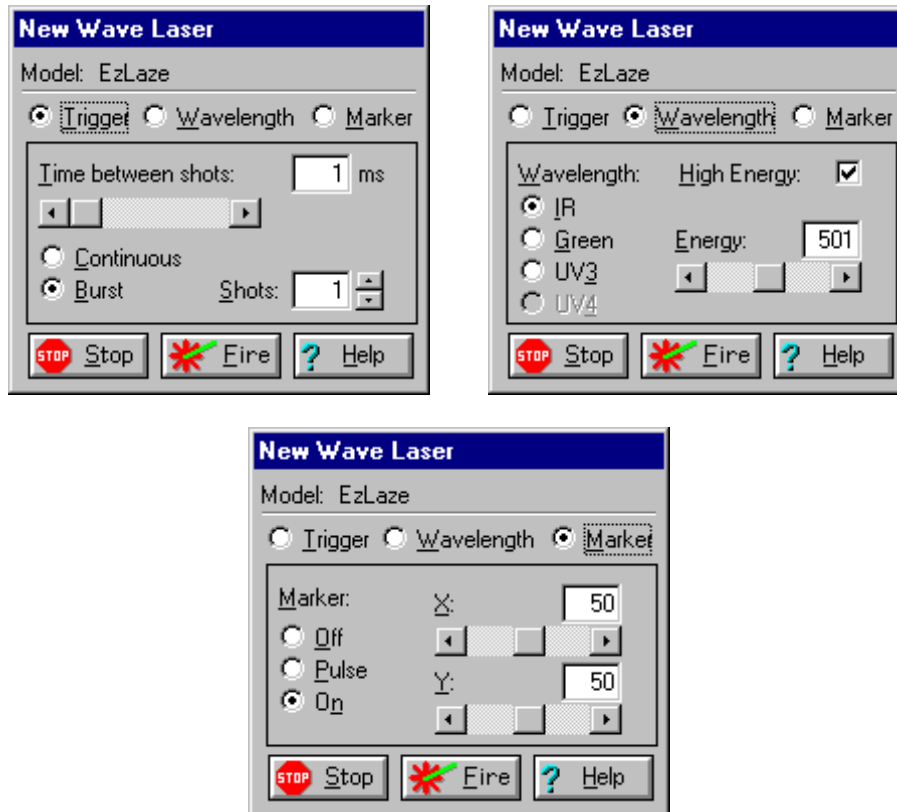 New Wave Laser
Model: EzLaze
Trigger Wavelength Marker
Time between shots: 1 ms
Continuous
Burst Shots: 1
STOP Stop Fire ? Help
New Wave Laser
Model: EzLaze
Trigger Wavelength Marker
Wavelength: High Energy:
IR
Green Energy: 501
UV3
UV4
STOP Stop Fire ? Help
New Wave Laser
Model: EzLaze
Trigger Wavelength Marker
Marker: X: 50
Off
Pulse Y: 50
On
STOP Stop Fire ? Help